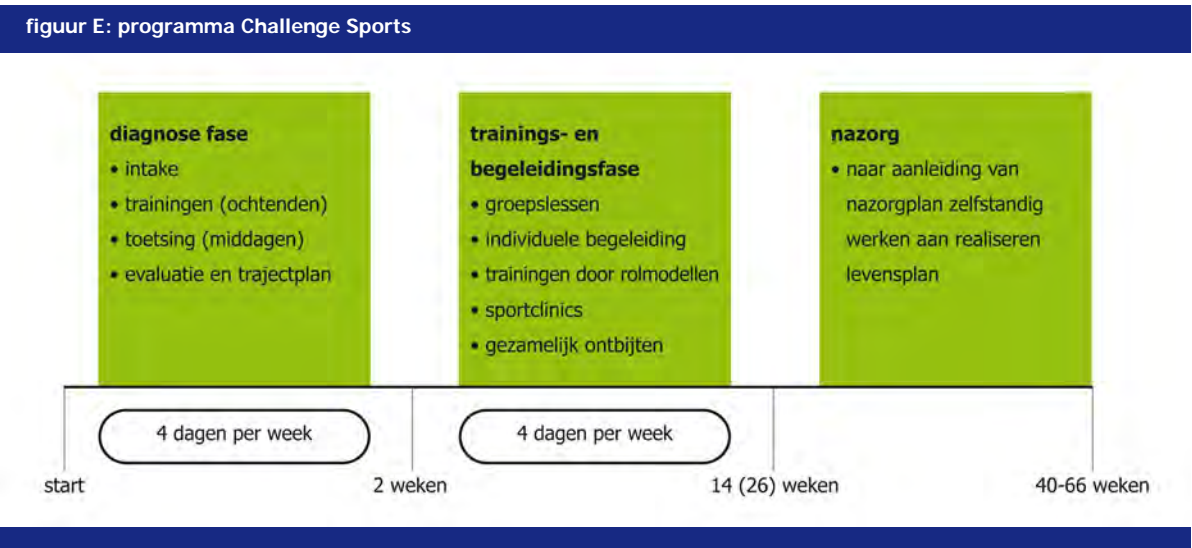 figuur E: programma Challenge Sports
diagnose fase
• intake
• trainingen (ochtenden)
• toetsing (middagen)
• evaluatie en trajectplan
trainings- en
begeleidingsfase
• groepslessen
• individuele begeleiding
• trainingen door rolmodellen
• sportclinics
• gezamelijk ontbijten
nazorg
• naar aanleiding van
nazorgplan zelfstandig
werken aan realiseren
levensplan
4 dagen per week
4 dagen per week
start
2 weken
14 (26) weken
40-66 weken